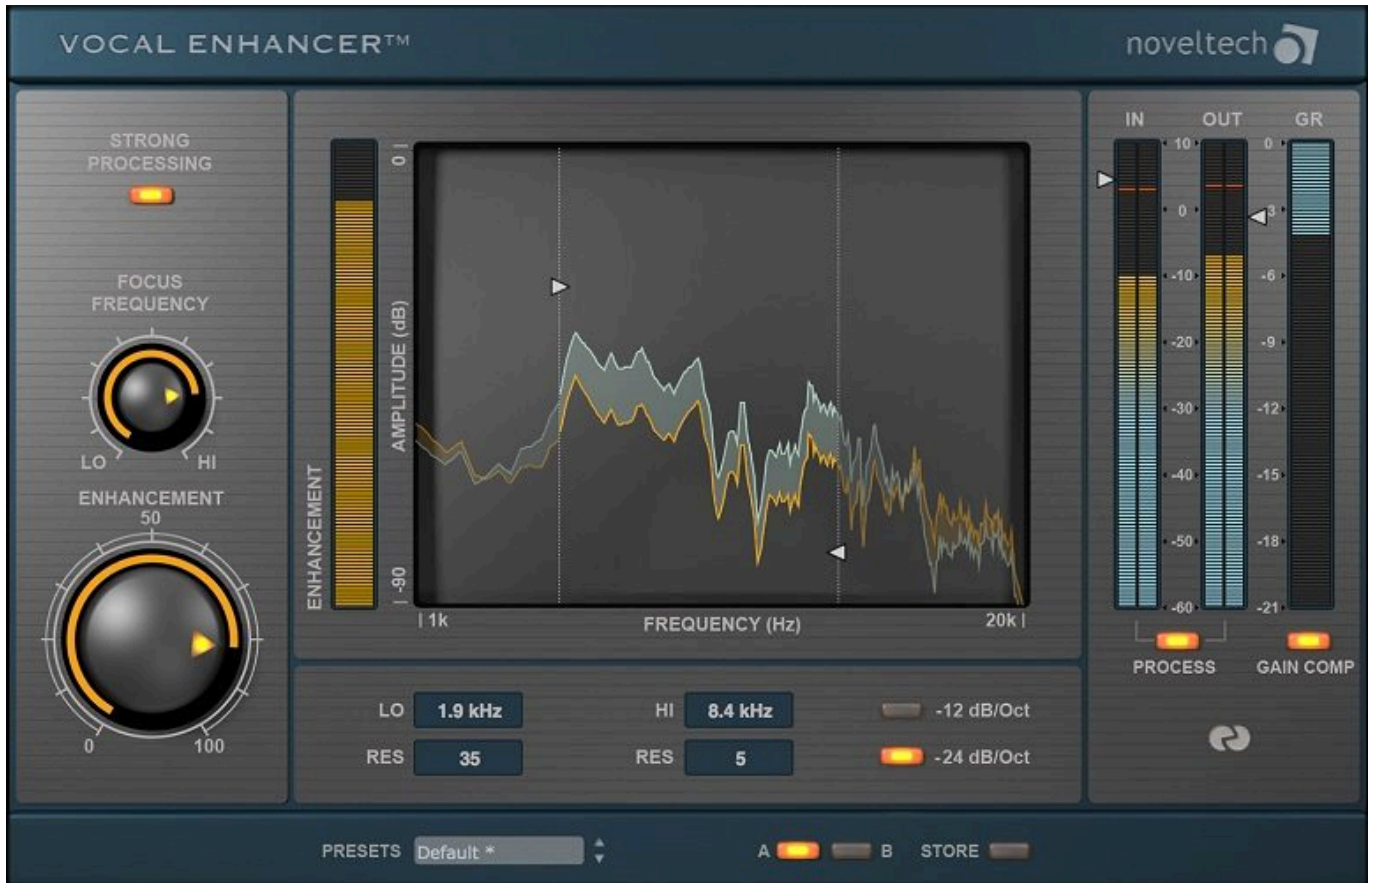 VOCAL ENHANCER™
noveltech
STRONG
PROCESSING
FOCUS
FREQUENCY
LO
HI
ENHANCEMENT
50
0
100
ENHANCEMENT
AMPLITUDE (dB)
0
-90
1k
FREQUENCY (Hz)
20k
LO
1.9 kHz
HI
8.4 kHz
-12 dB/Oct
RES
35
RES
5
-24 dB/Oct
IN
OUT
GR
10
0
-10
-20
-30
-40
-50
-60
0
3
-6
-9
-12
-15
-18
-21
PROCESS
GAIN COMP
PRESETS
Default *
A
B
STORE